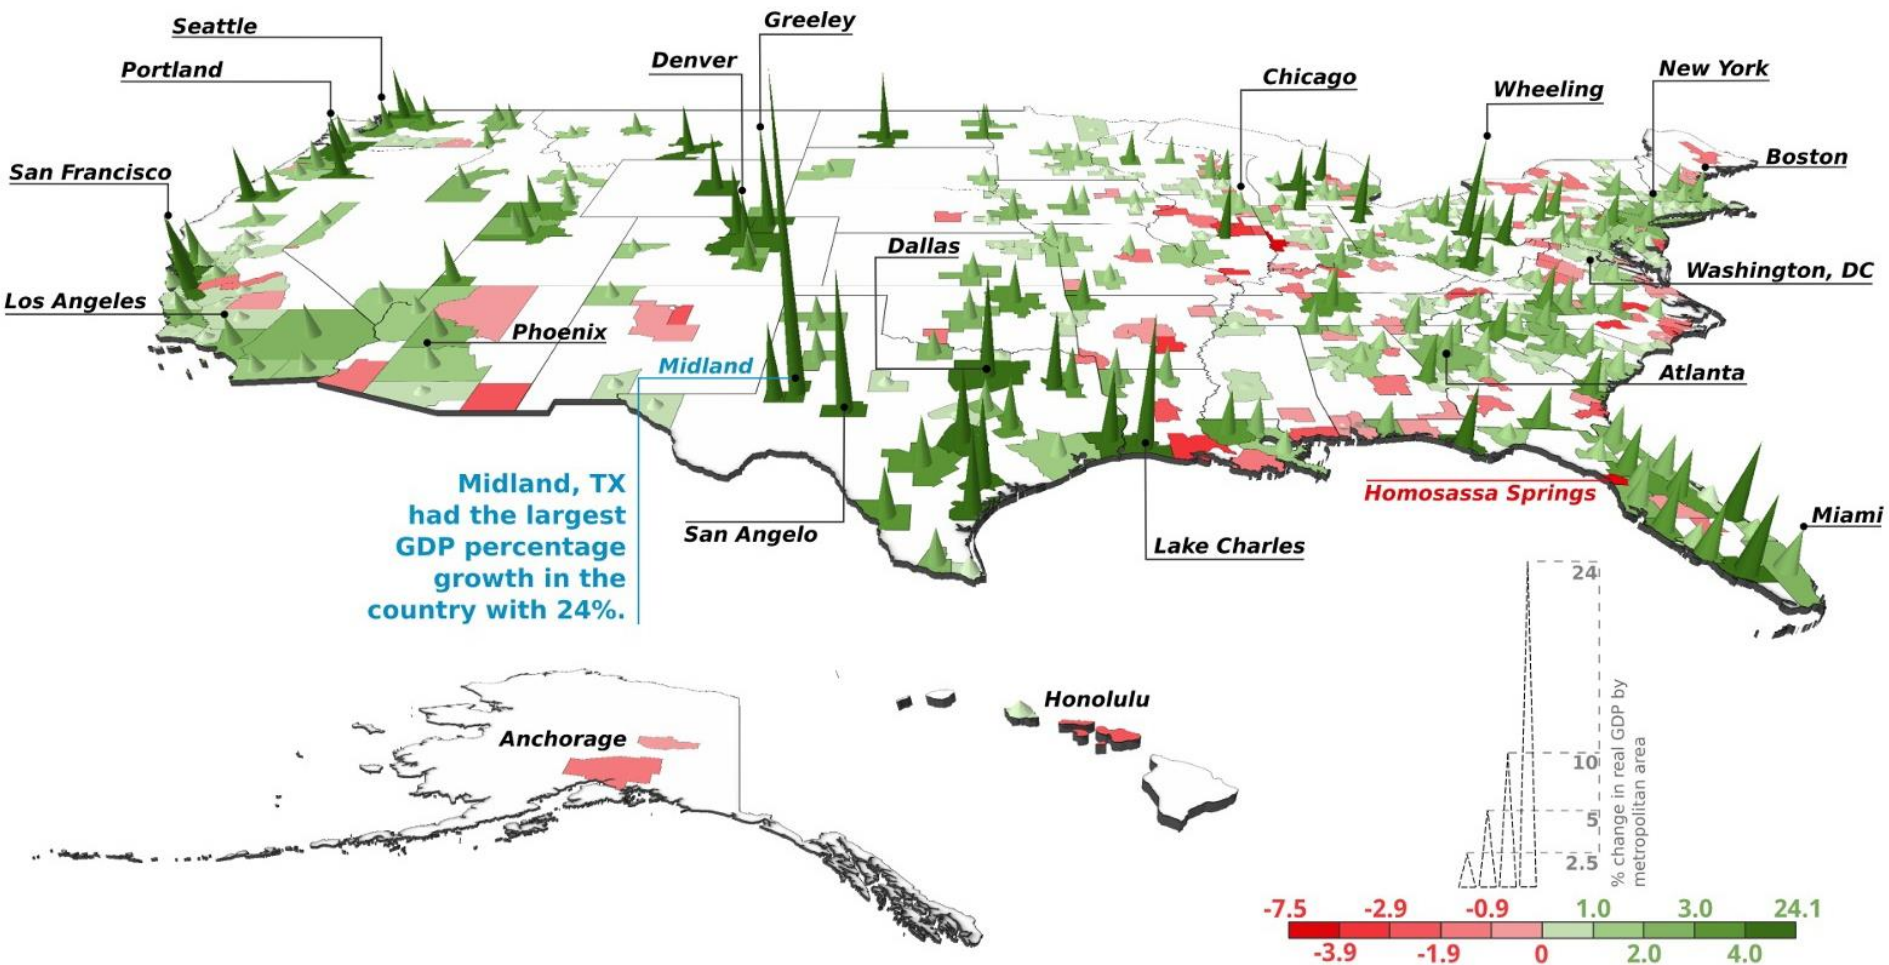 Greeley
Seattle
Denver
New York
Portland
Chicago
Wheeling
Boston
San Francisco
Dallas
Washington, DC
Los Angeles
Phoenix
Midland
Atlanta
Midland, TX
had the largest
GDP percentage
growth in the
country with 24%.
Homosassa Springs
Miami
San Angelo
Lake Charles
24
10
5
2.5
% change in real GDP by
metropolitan area
Honolulu
Anchorage
-7.5 -2.9 -0.9 1.0 3.0 24.1
-3.9 -1.9 0 2.0 4.0